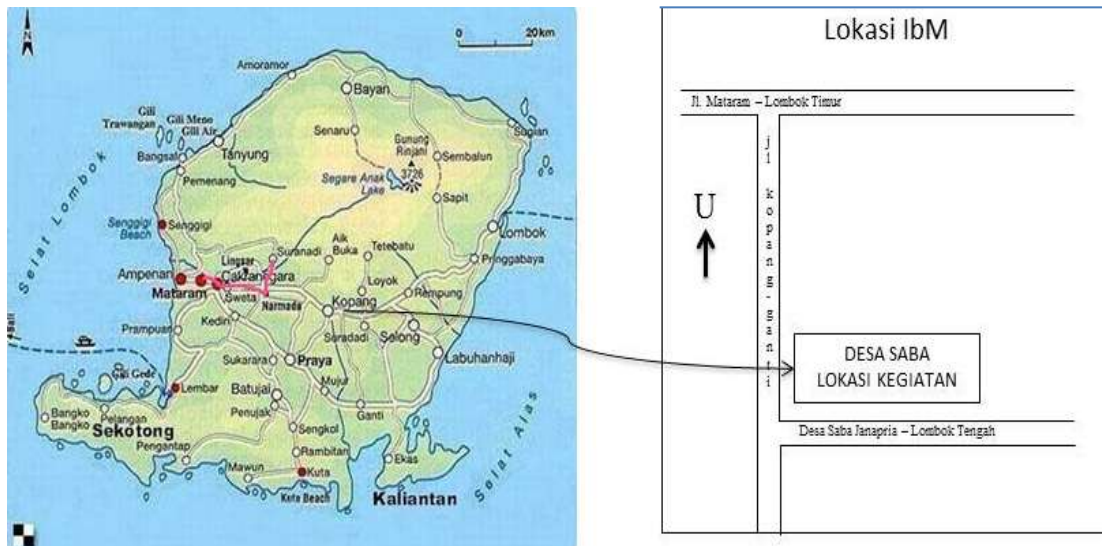 N
0 20km
Amoramor
Bayan
Gili
Trawangan
Gili Meno
Gili Air
Tanyung
Bangsal
Pemenang
Senaru
Gunung
Rinjani
3726
Sembalun
Sugian
Segare Anak
Lake
Sapit
Selat Lombok
Senggigi
Beach
Senggigi
Lombok
Pringgabaya
Suranadi
Lingsar
Aik
Buka
Tetebatu
Loyok
Ampenan
Cakranegara
Mataram
Sweta
Narmada
Kopang
Rempung
Prampuan
Kediri
Suradadi
Selong
Labuhanhaji
Bali
Sukarara
Praya
Gili Gede
Lembar
Batujai
Mujur
Penujak
Ganti
Bangko
Bangko
Pelangan
Sekotong
Sengkol
Pengantap
Rambitan
Mawun
Kuta
Kuta Beach
Ekas
Kaliantan
Selat Alas
Lokasi IbM
Jl. Mataram – Lombok Timur
jl kopang-ganti
U
DESA SABA
LOKASI KEGIATAN
Desa Saba Janapria – Lombok Tengah